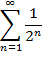 ∞
∑ 1/2ⁿ
n=1